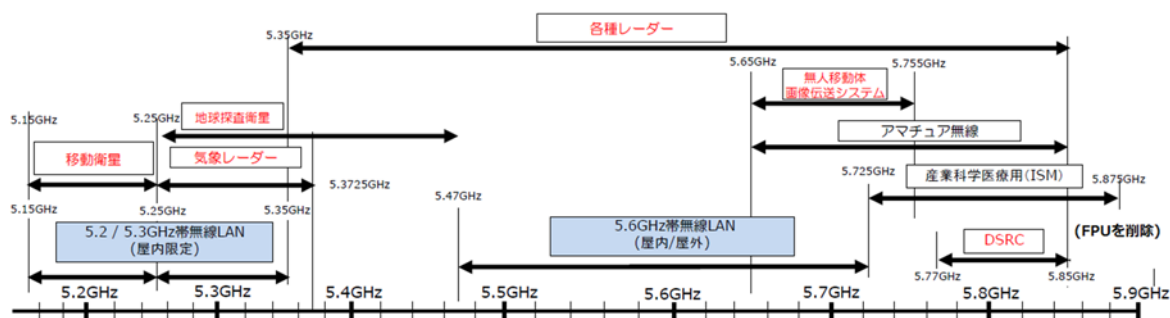 各種レーダー
5.35GHz
5.65GHz
5.755GHz
無人移動体
画像伝送システム
5.15GHz
5.25GHz
地球探査衛星
アマチュア無線
移動衛星
気象レーダー
5.3725GHz
5.725GHz
産業科学医療用(ISM)
5.875GHz
5.15GHz
5.25GHz
5.35GHz
5.47GHz
5.2 / 5.3GHz帯無線LAN
(屋内限定)
5.6GHz帯無線LAN
(屋内/屋外)
DSRC
(FPUを削除)
5.77GHz
5.85GHz
5.2GHz
5.3GHz
5.4GHz
5.5GHz
5.6GHz
5.7GHz
5.8GHz
5.9GHz